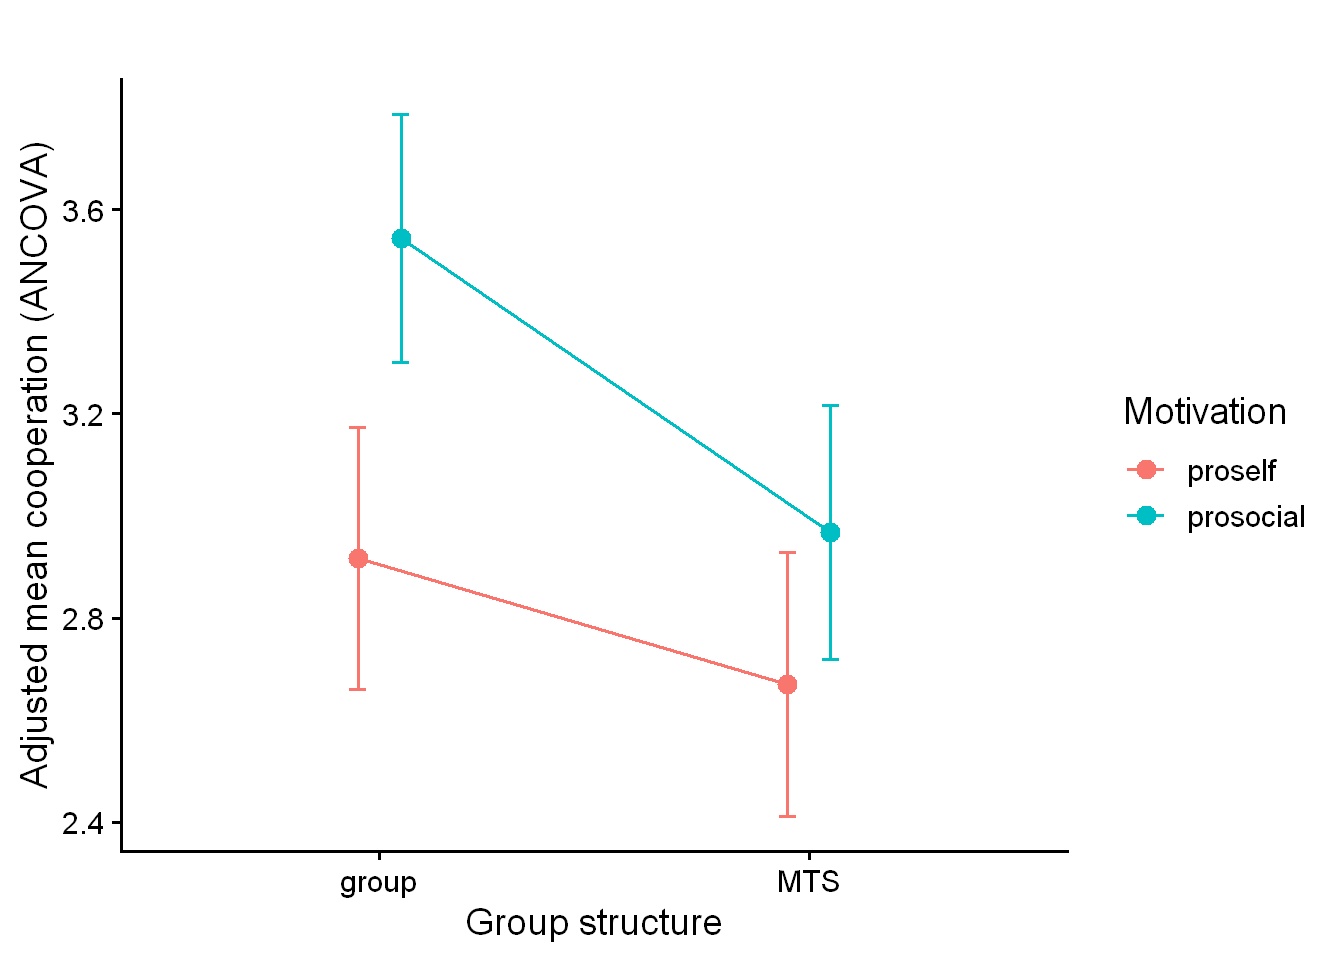 Adjusted mean cooperation (ANCOVA)
3.6
3.2
2.8
2.4
group
MTS
Group structure
Motivation
proself
prosocial